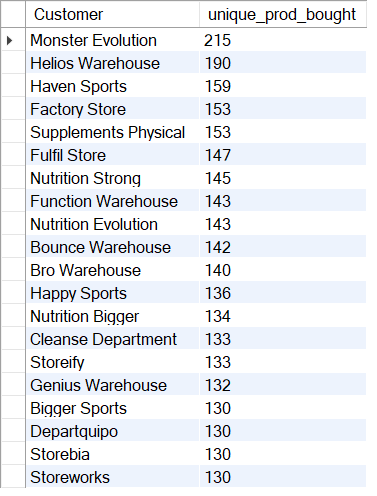 Customer unique_prod_bought
Monster Evolution 215
Helios Warehouse 190
Haven Sports 159
Factory Store 153
Supplements Physical 153
Fulfil Store 147
Nutrition Strong 145
Function Warehouse 143
Nutrition Evolution 143
Bounce Warehouse 142
Bro Warehouse 140
Happy Sports 136
Nutrition Bigger 134
Cleanse Department 133
Storeify 133
Genius Warehouse 132
Bigger Sports 130
Departquipo 130
Storebia 130
Storeworks 130